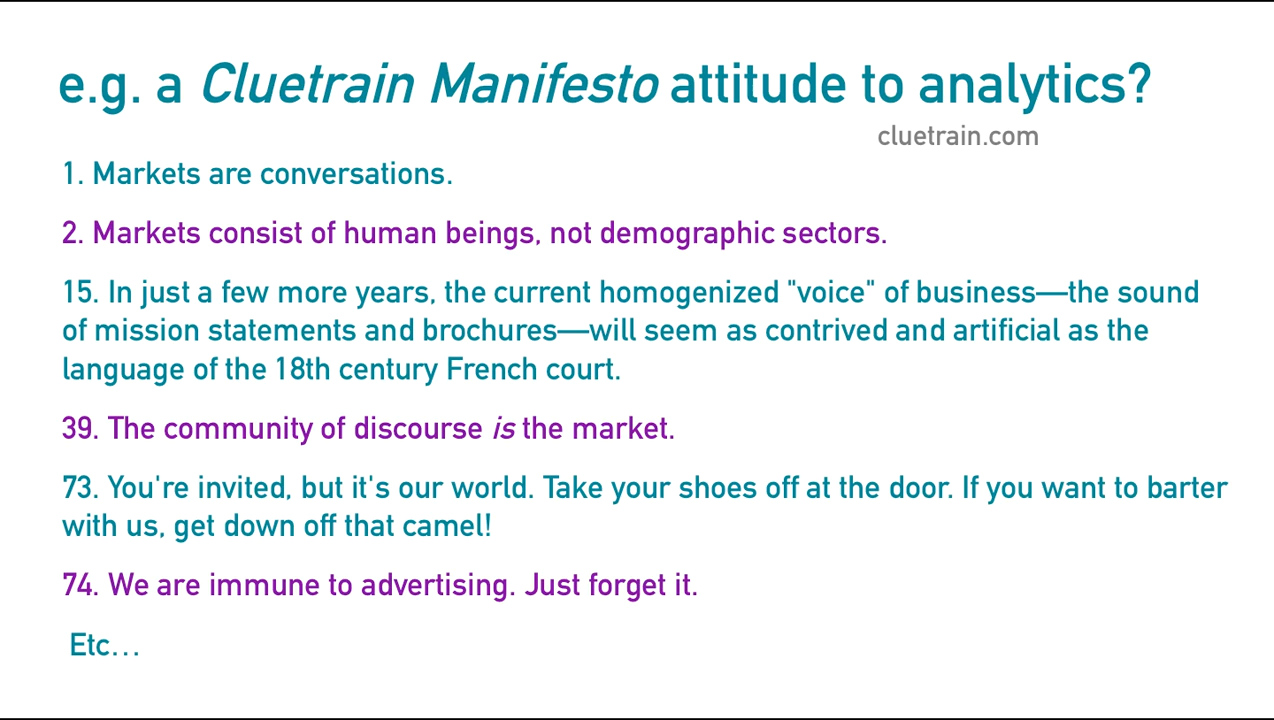 e.g. a Cluetrain Manifesto attitude to analytics?
cluetrain.com
1. Markets are conversations.
2. Markets consist of human beings, not demographic sectors.
15. In just a few more years, the current homogenized "voice" of business—the sound
of mission statements and brochures—will seem as contrived and artificial as the
language of the 18th century French court.
39. The community of discourse is the market.
73. You're invited, but it's our world. Take your shoes off at the door. If you want to barter
with us, get down off that camel!
74. We are immune to advertising. Just forget it.
Etc…